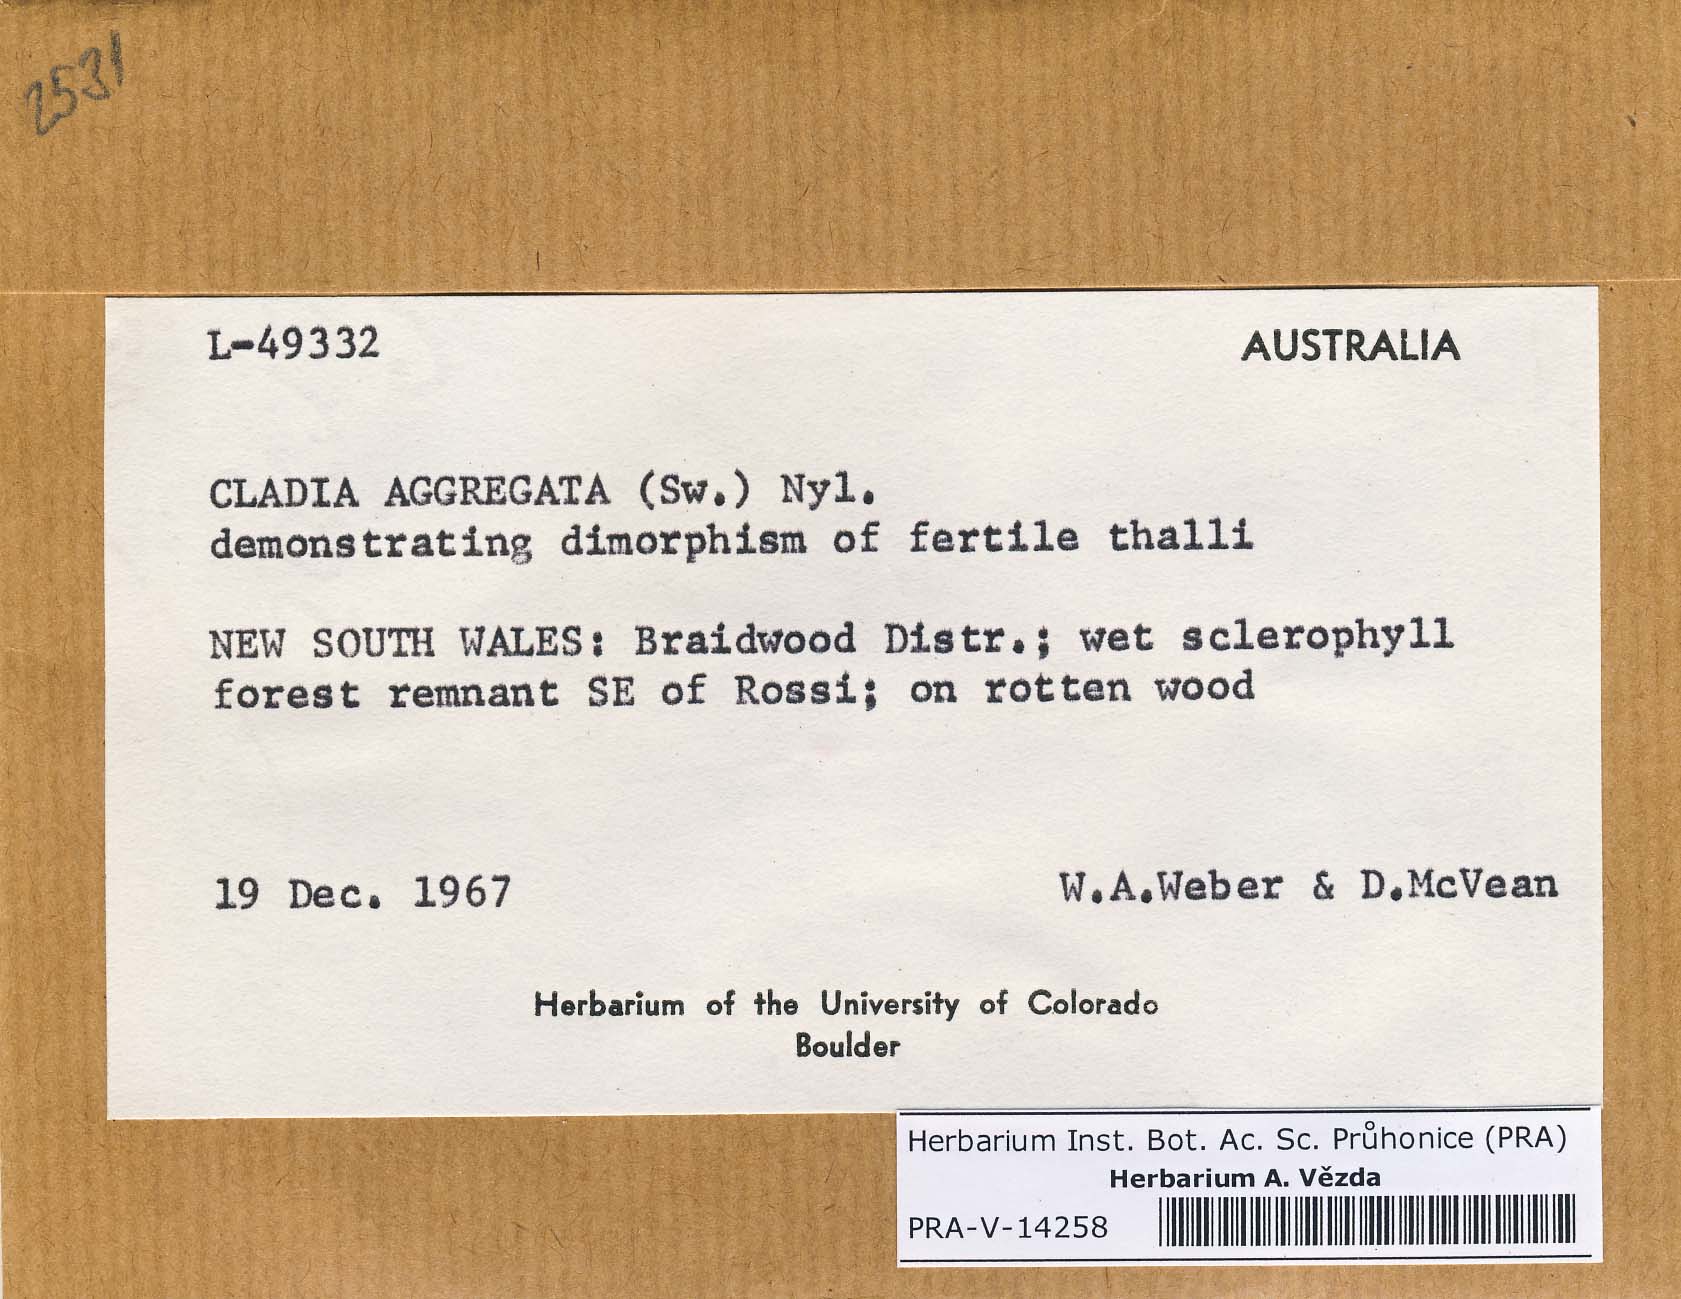 2531
L-49332 AUSTRALIA
CLADIA AGGREGATA (Sw.) Nyl.
demonstrating dimorphism of fertile thalli
NEW SOUTH WALES: Braidwood Distr.; wet sclerophyll
forest remnant SE of Rossi; on rotten wood
19 Dec. 1967 W.A.Weber & D.McVean
Herbarium of the University of Colorado
Boulder
Herbarium Inst. Bot. Ac. Sc. Průhonice (PRA)
Herbarium A. Vězda
PRA-V-14258